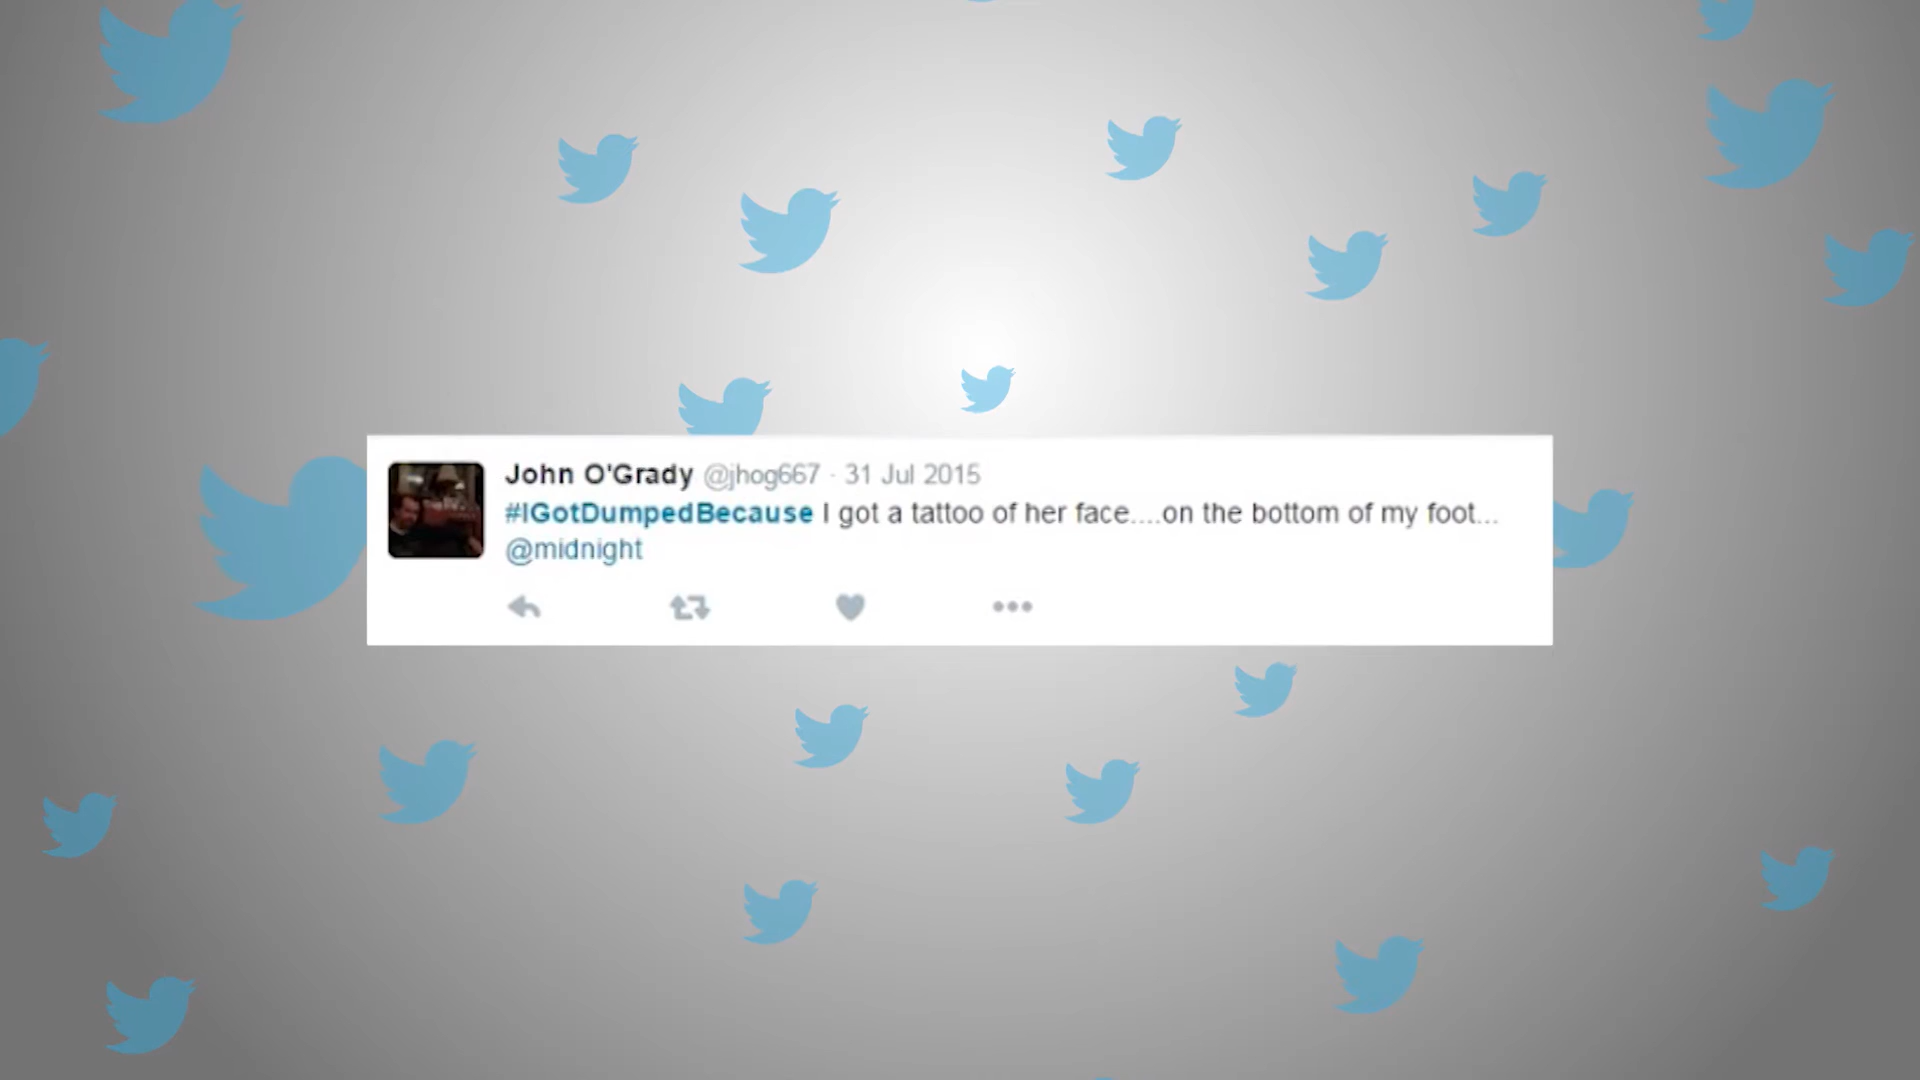 John O'Grady @jhog667 · 31 Jul 2015
#IGotDumpedBecause I got a tattoo of her face....on the bottom of my foot...
@midnight